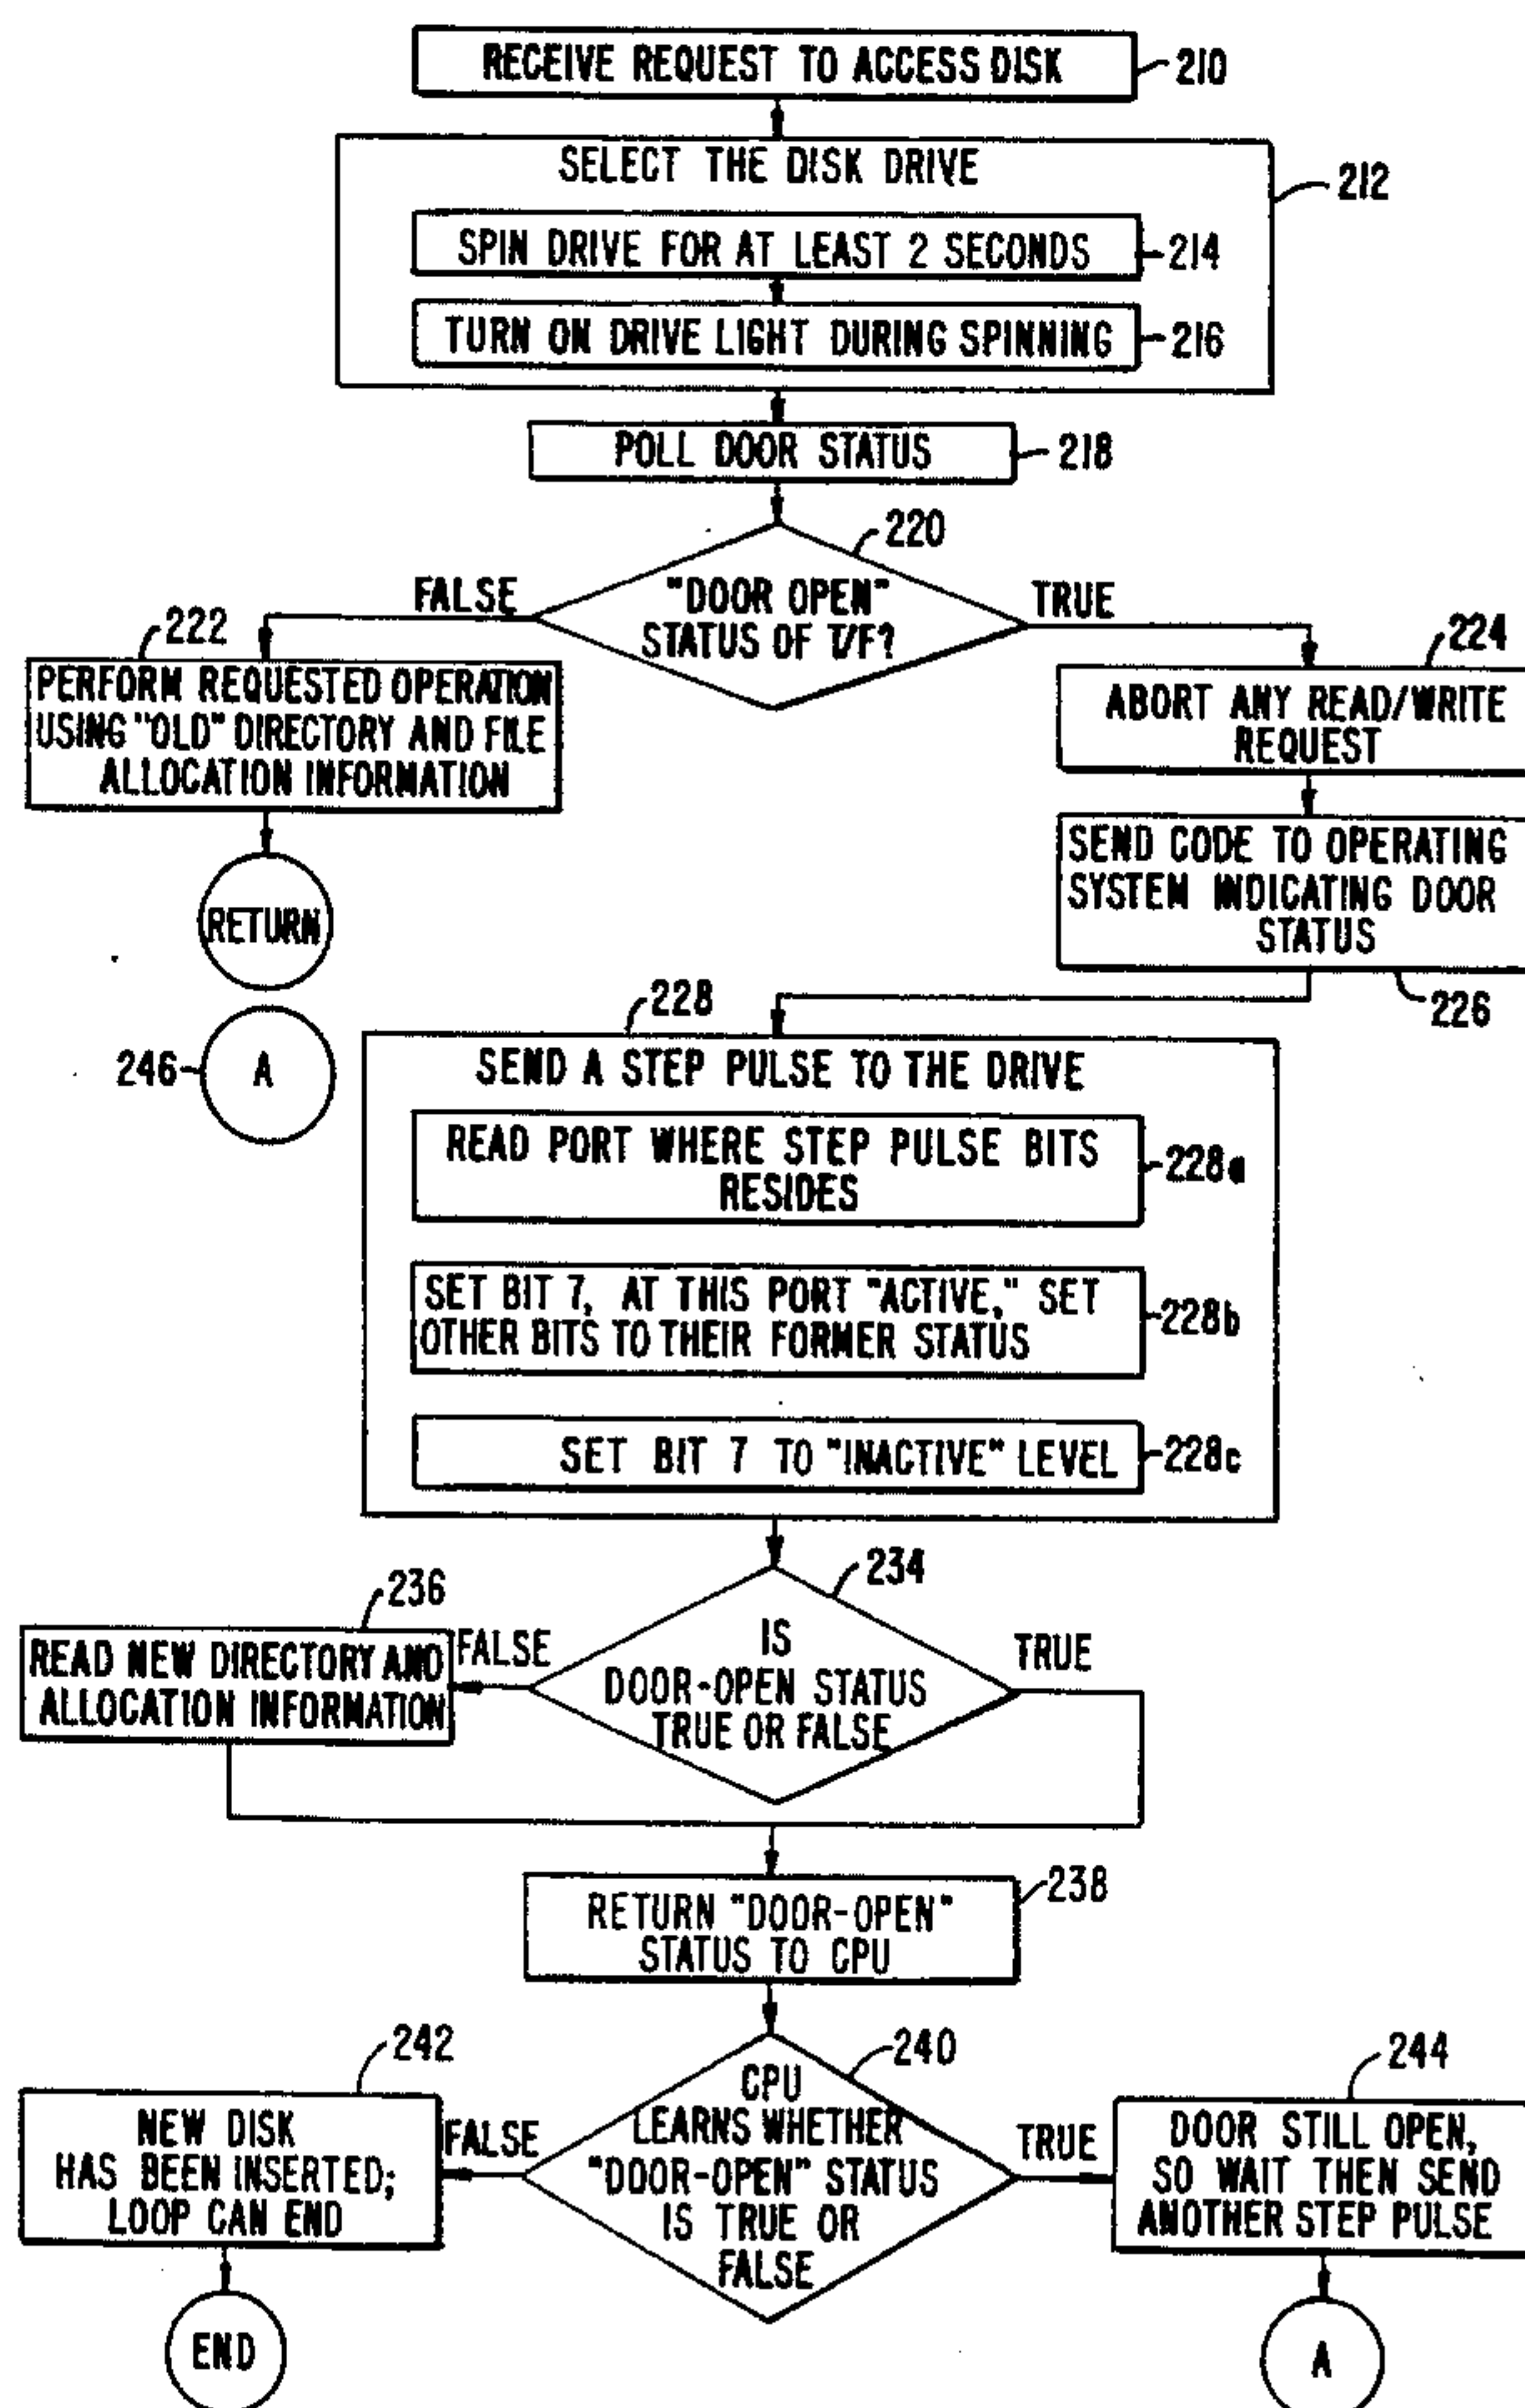 RECEIVE REQUEST TO ACCESS DISK
210
SELECT THE DISK DRIVE
212
SPIN DRIVE FOR AT LEAST 2 SECONDS
214
TURN ON DRIVE LIGHT DURING SPINNING
216
POLL DOOR STATUS
218
220
FALSE
"DOOR OPEN"
STATUS OF T/F?
TRUE
222
PERFORM REQUESTED OPERATION
USING "OLD" DIRECTORY AND FILE
ALLOCATION INFORMATION
RETURN
224
ABORT ANY READ/WRITE
REQUEST
SEND CODE TO OPERATING
SYSTEM INDICATING DOOR
STATUS
226
246
A
228
SEND A STEP PULSE TO THE DRIVE
READ PORT WHERE STEP PULSE BITS
RESIDES
228a
SET BIT 7, AT THIS PORT "ACTIVE," SET
OTHER BITS TO THEIR FORMER STATUS
228b
SET BIT 7 TO "INACTIVE" LEVEL
228c
234
IS
DOOR-OPEN STATUS
TRUE OR FALSE
FALSE
TRUE
236
READ NEW DIRECTORY AND
ALLOCATION INFORMATION
RETURN "DOOR-OPEN"
STATUS TO CPU
238
240
CPU
LEARNS WHETHER
"DOOR-OPEN" STATUS
IS TRUE OR
FALSE
FALSE
TRUE
242
NEW DISK
HAS BEEN INSERTED;
LOOP CAN END
END
244
DOOR STILL OPEN,
SO WAIT THEN SEND
ANOTHER STEP PULSE
A